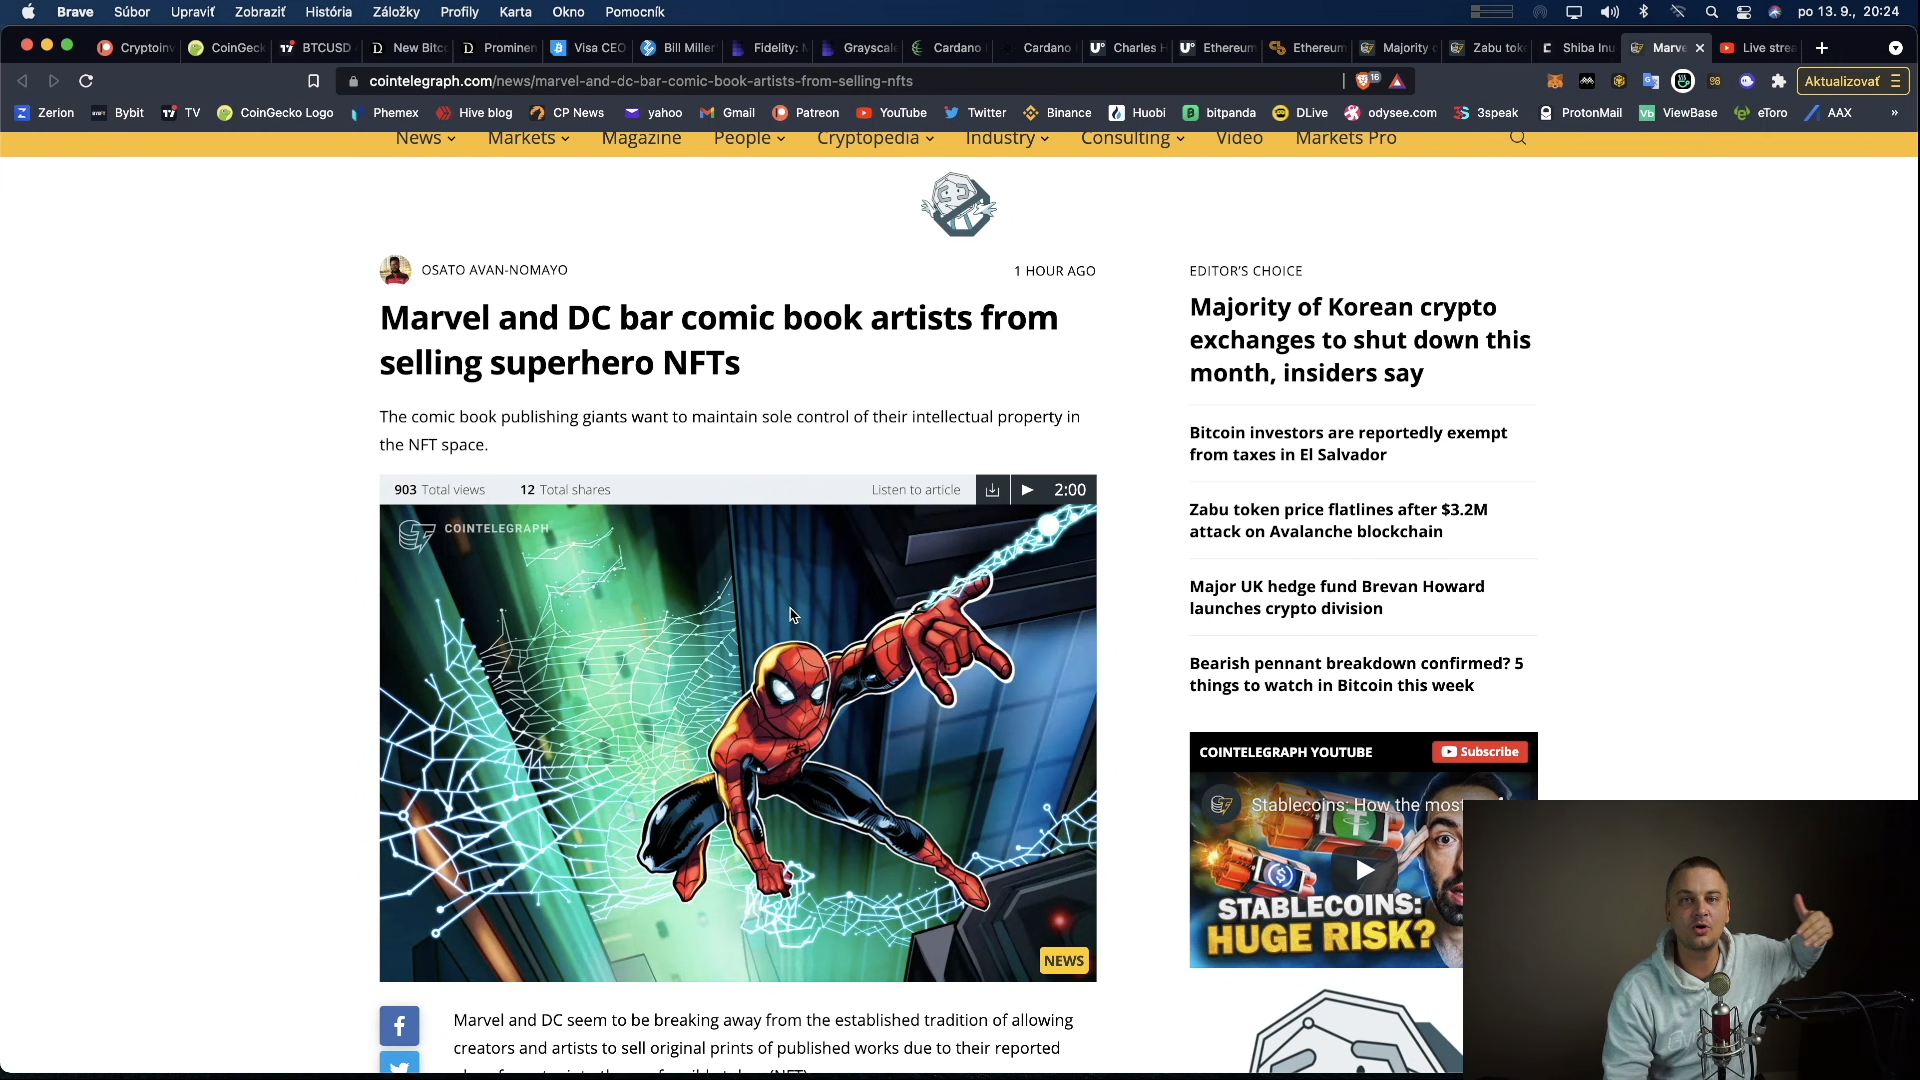 Brave Súbor Upraviť Zobraziť História Záložky Profily Karta Okno Pomocník po 13. 9., 20:24
Cryptoinv CoinGeck BTCUSD New Bitco Prominen Visa CEO Bill Miller Fidelity: M Grayscale Cardano Cardano Charles H Ethereum Ethereum Majority o Zabu toke Shiba Inu Marve Live strea
cointelegraph.com/news/marvel-and-dc-bar-comic-book-artists-from-selling-nfts 16 Aktualizovať
Zerion Bybit TV CoinGecko Logo Phemex Hive blog CP News yahoo Gmail Patreon YouTube Twitter Binance Huobi bitpanda DLive odysee.com 3speak ProtonMail ViewBase eToro AAX »
News Markets Magazine People Cryptopedia Industry Consulting Video Markets Pro
OSATO AVAN-NOMAYO 1 HOUR AGO
Marvel and DC bar comic book artists from
selling superhero NFTs
The comic book publishing giants want to maintain sole control of their intellectual property in
the NFT space.
903 Total views 12 Total shares Listen to article 2:00
COINTELEGRAPH
NEWS
Marvel and DC seem to be breaking away from the established tradition of allowing
creators and artists to sell original prints of published works due to their reported
EDITOR'S CHOICE
Majority of Korean crypto
exchanges to shut down this
month, insiders say
Bitcoin investors are reportedly exempt
from taxes in El Salvador
Zabu token price flatlines after $3.2M
attack on Avalanche blockchain
Major UK hedge fund Brevan Howard
launches crypto division
Bearish pennant breakdown confirmed? 5
things to watch in Bitcoin this week
COINTELEGRAPH YOUTUBE Subscribe
Stablecoins: How the most
STABLECOINS:
HUGE RISK?